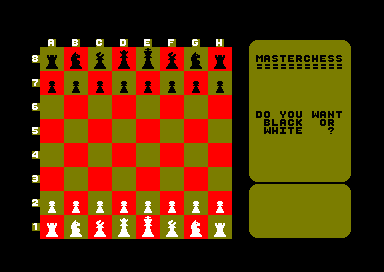 A B C D E F G H
8
7
6
5
4
3
2
1
MASTERCHESS
===========
DO YOU WANT
BLACK OR
WHITE ?